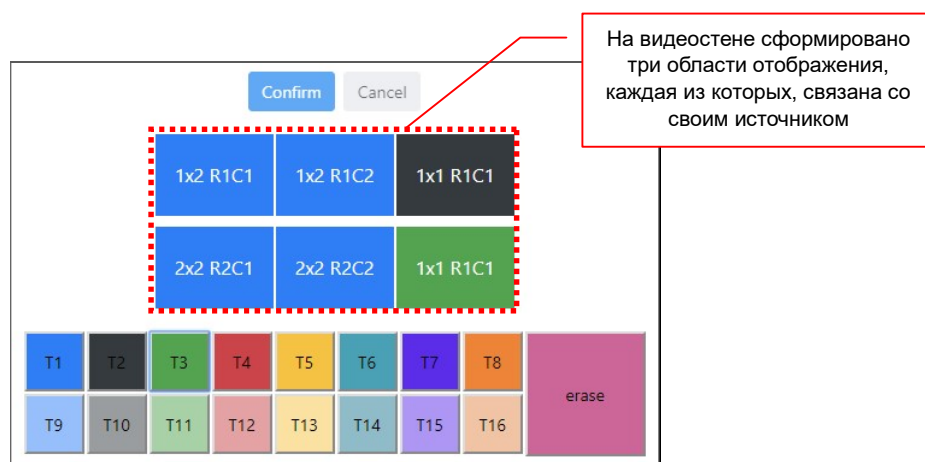 На видеостене сформировано
три области отображения,
каждая из которых, связана со
своим источником
Confirm Cancel
1x2 R1C1 1x2 R1C2 1x1 R1C1
2x2 R2C1 2x2 R2C2 1x1 R1C1
T1 T2 T3 T4 T5 T6 T7 T8
erase
T9 T10 T11 T12 T13 T14 T15 T16